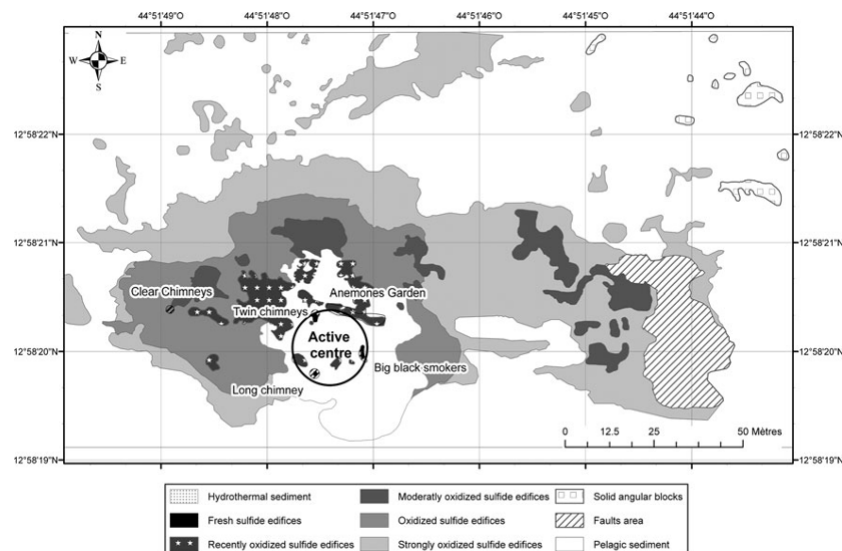 44°51'49" 44°51'48" 44°51'47" 44°51'46" 44°51'45" 44°51'4"
N
W E
S
12°58'22" 12°58'22"
12°58'21" 12°58'21"
Clear Chimneys
Anemones Garden
Twin chimneys
12°58'20" 12°58'20"
Active
centre
Big black smokers
Long chimney
0 12.5 25 50 Mètres
12°58'19" 12°58'19"
Hydrothermal sediment Moderatly oxidized sulfide edifices Solid angular blocks
Fresh sulfide edifices Oxidized sulfide edifices Faults area
Recently oxidized sulfide edifices Strongly oxidized sulfide edifices Pelagic sediment